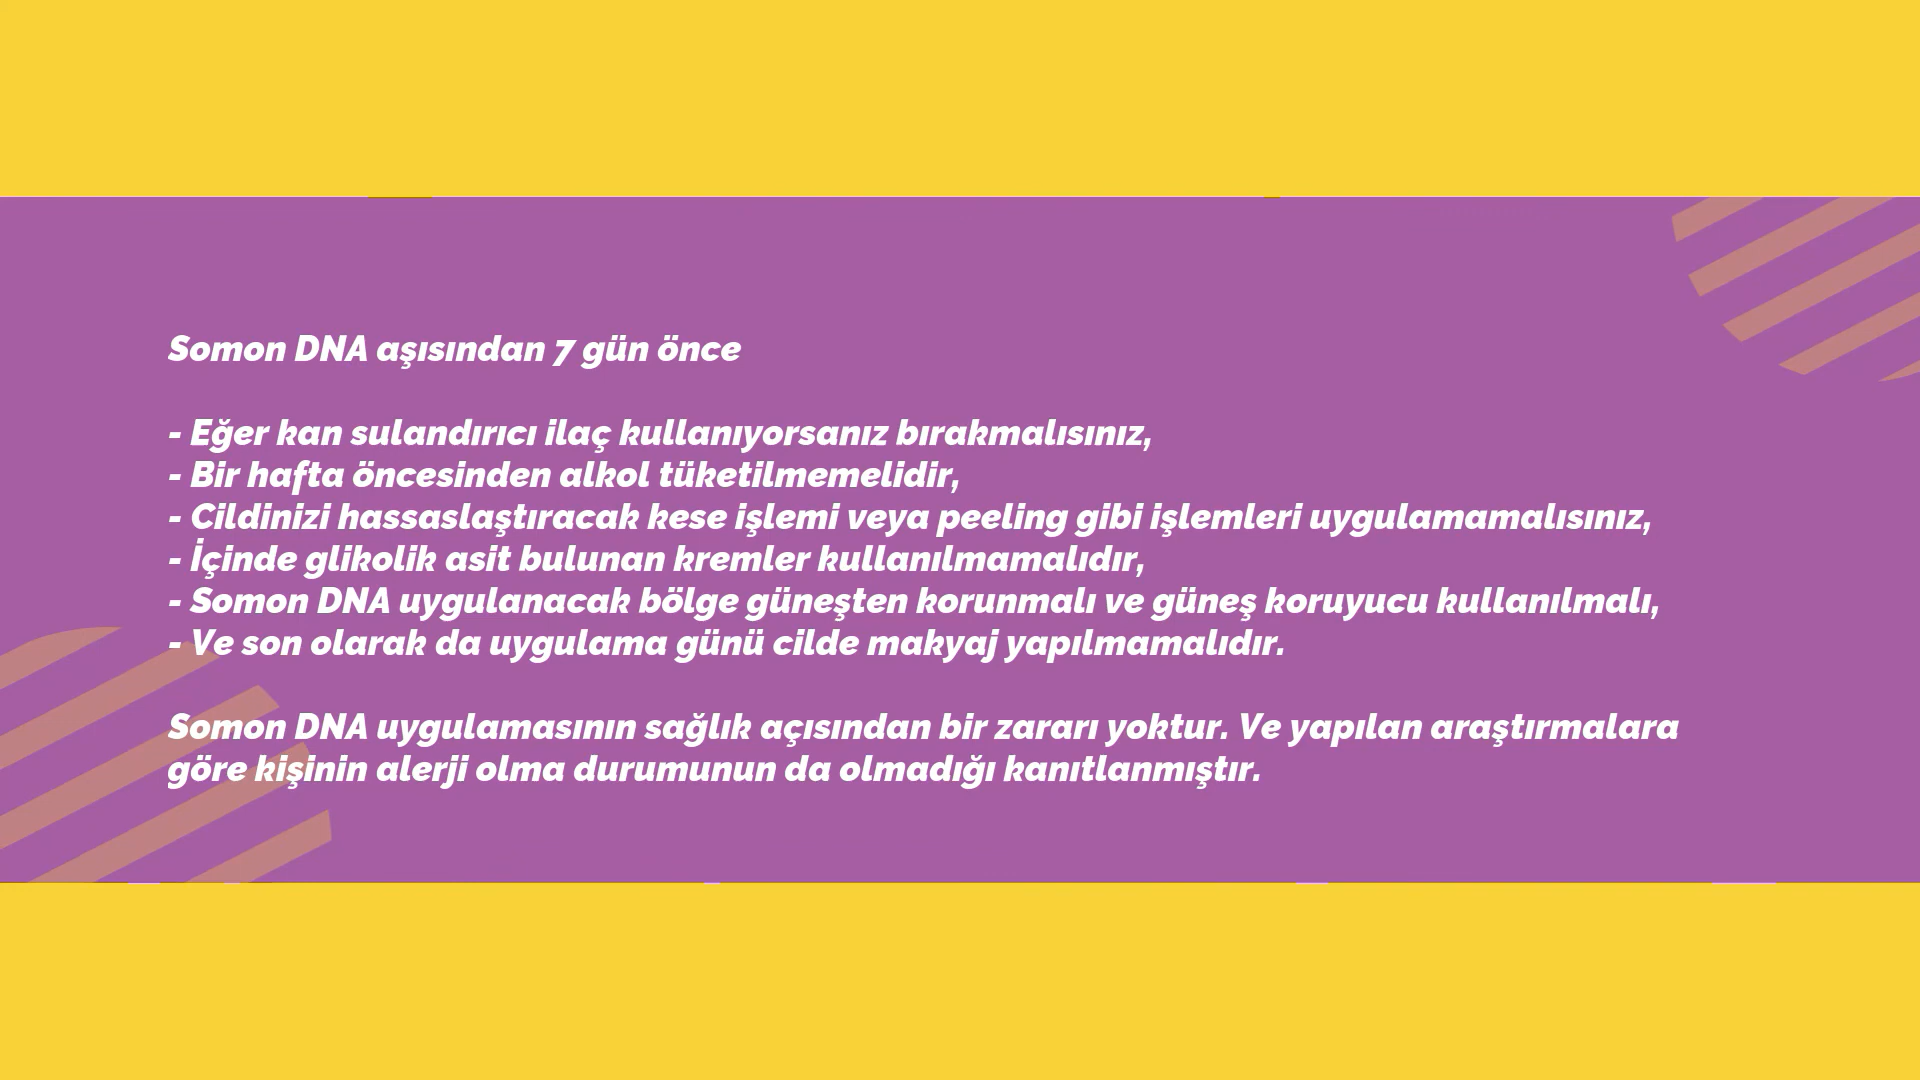 Somon DNA aşısından 7 gün önce
- Eğer kan sulandırıcı ilaç kullanıyorsanız bırakmalısınız,
- Bir hafta öncesinden alkol tüketilmemelidir,
- Cildinizi hassaslaştıracak kese işlemi veya peeling gibi işlemleri uygulamamalısınız,
- İçinde glikolik asit bulunan kremler kullanılmamalıdır,
- Somon DNA uygulanacak bölge güneşten korunmalı ve güneş koruyucu kullanılmalı,
- Ve son olarak da uygulama günü cilde makyaj yapılmamalıdır.
Somon DNA uygulamasının sağlık açısından bir zararı yoktur. Ve yapılan araştırmalara
göre kişinin alerji olma durumunun da olmadığı kanıtlanmıştır.